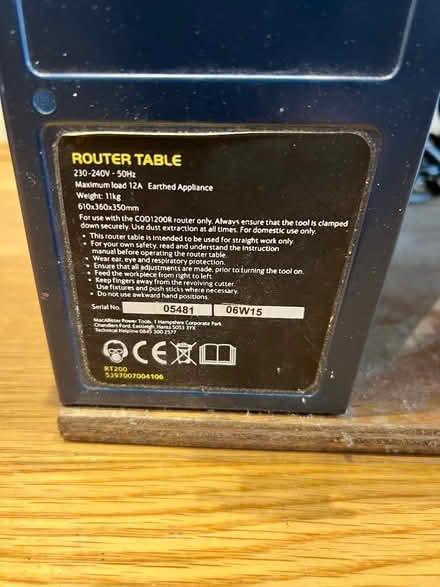 ROUTER TABLE
230-240V - 50Hz
Maximum load 12A Earthed Appliance
Weight: 11kg
610x360x350mm
For use with the COD1200R router only. Always ensure that the tool is clamped
down securely. Use dust extraction at all times. For domestic use only.
• This router table is intended to be used for straight work only.
• For your own safety, read and understand the instruction
manual before operating the router table.
• Wear ear, eye and respiratory protection.
• Ensure that all adjustments are made, prior to turning the tool on.
• Feed the workpiece from right to left.
• Keep fingers away from the revolving cutter.
Use fixtures and push sticks where necessary.
• Do not use awkward hand positions.
Serial No. 05481 06W15
MacAllister Power Tools, 1 Hampshire Corporate Park,
Chandlers Ford, Eastleigh, Hants SO53 3YX
Technical Helpline 0845 300 2577
CE
RT200
5397007004106